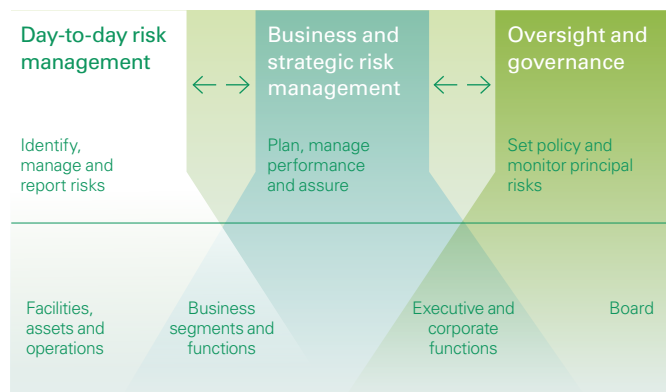 Day-to-day risk
management
Business and
strategic risk
management
Oversight and
governance
Identify,
manage and
report risks
Plan, manage
performance
and assure
Set policy and
monitor principal
risks
Facilities,
assets and
operations
Business
segments and
functions
Executive and
corporate
functions
Board